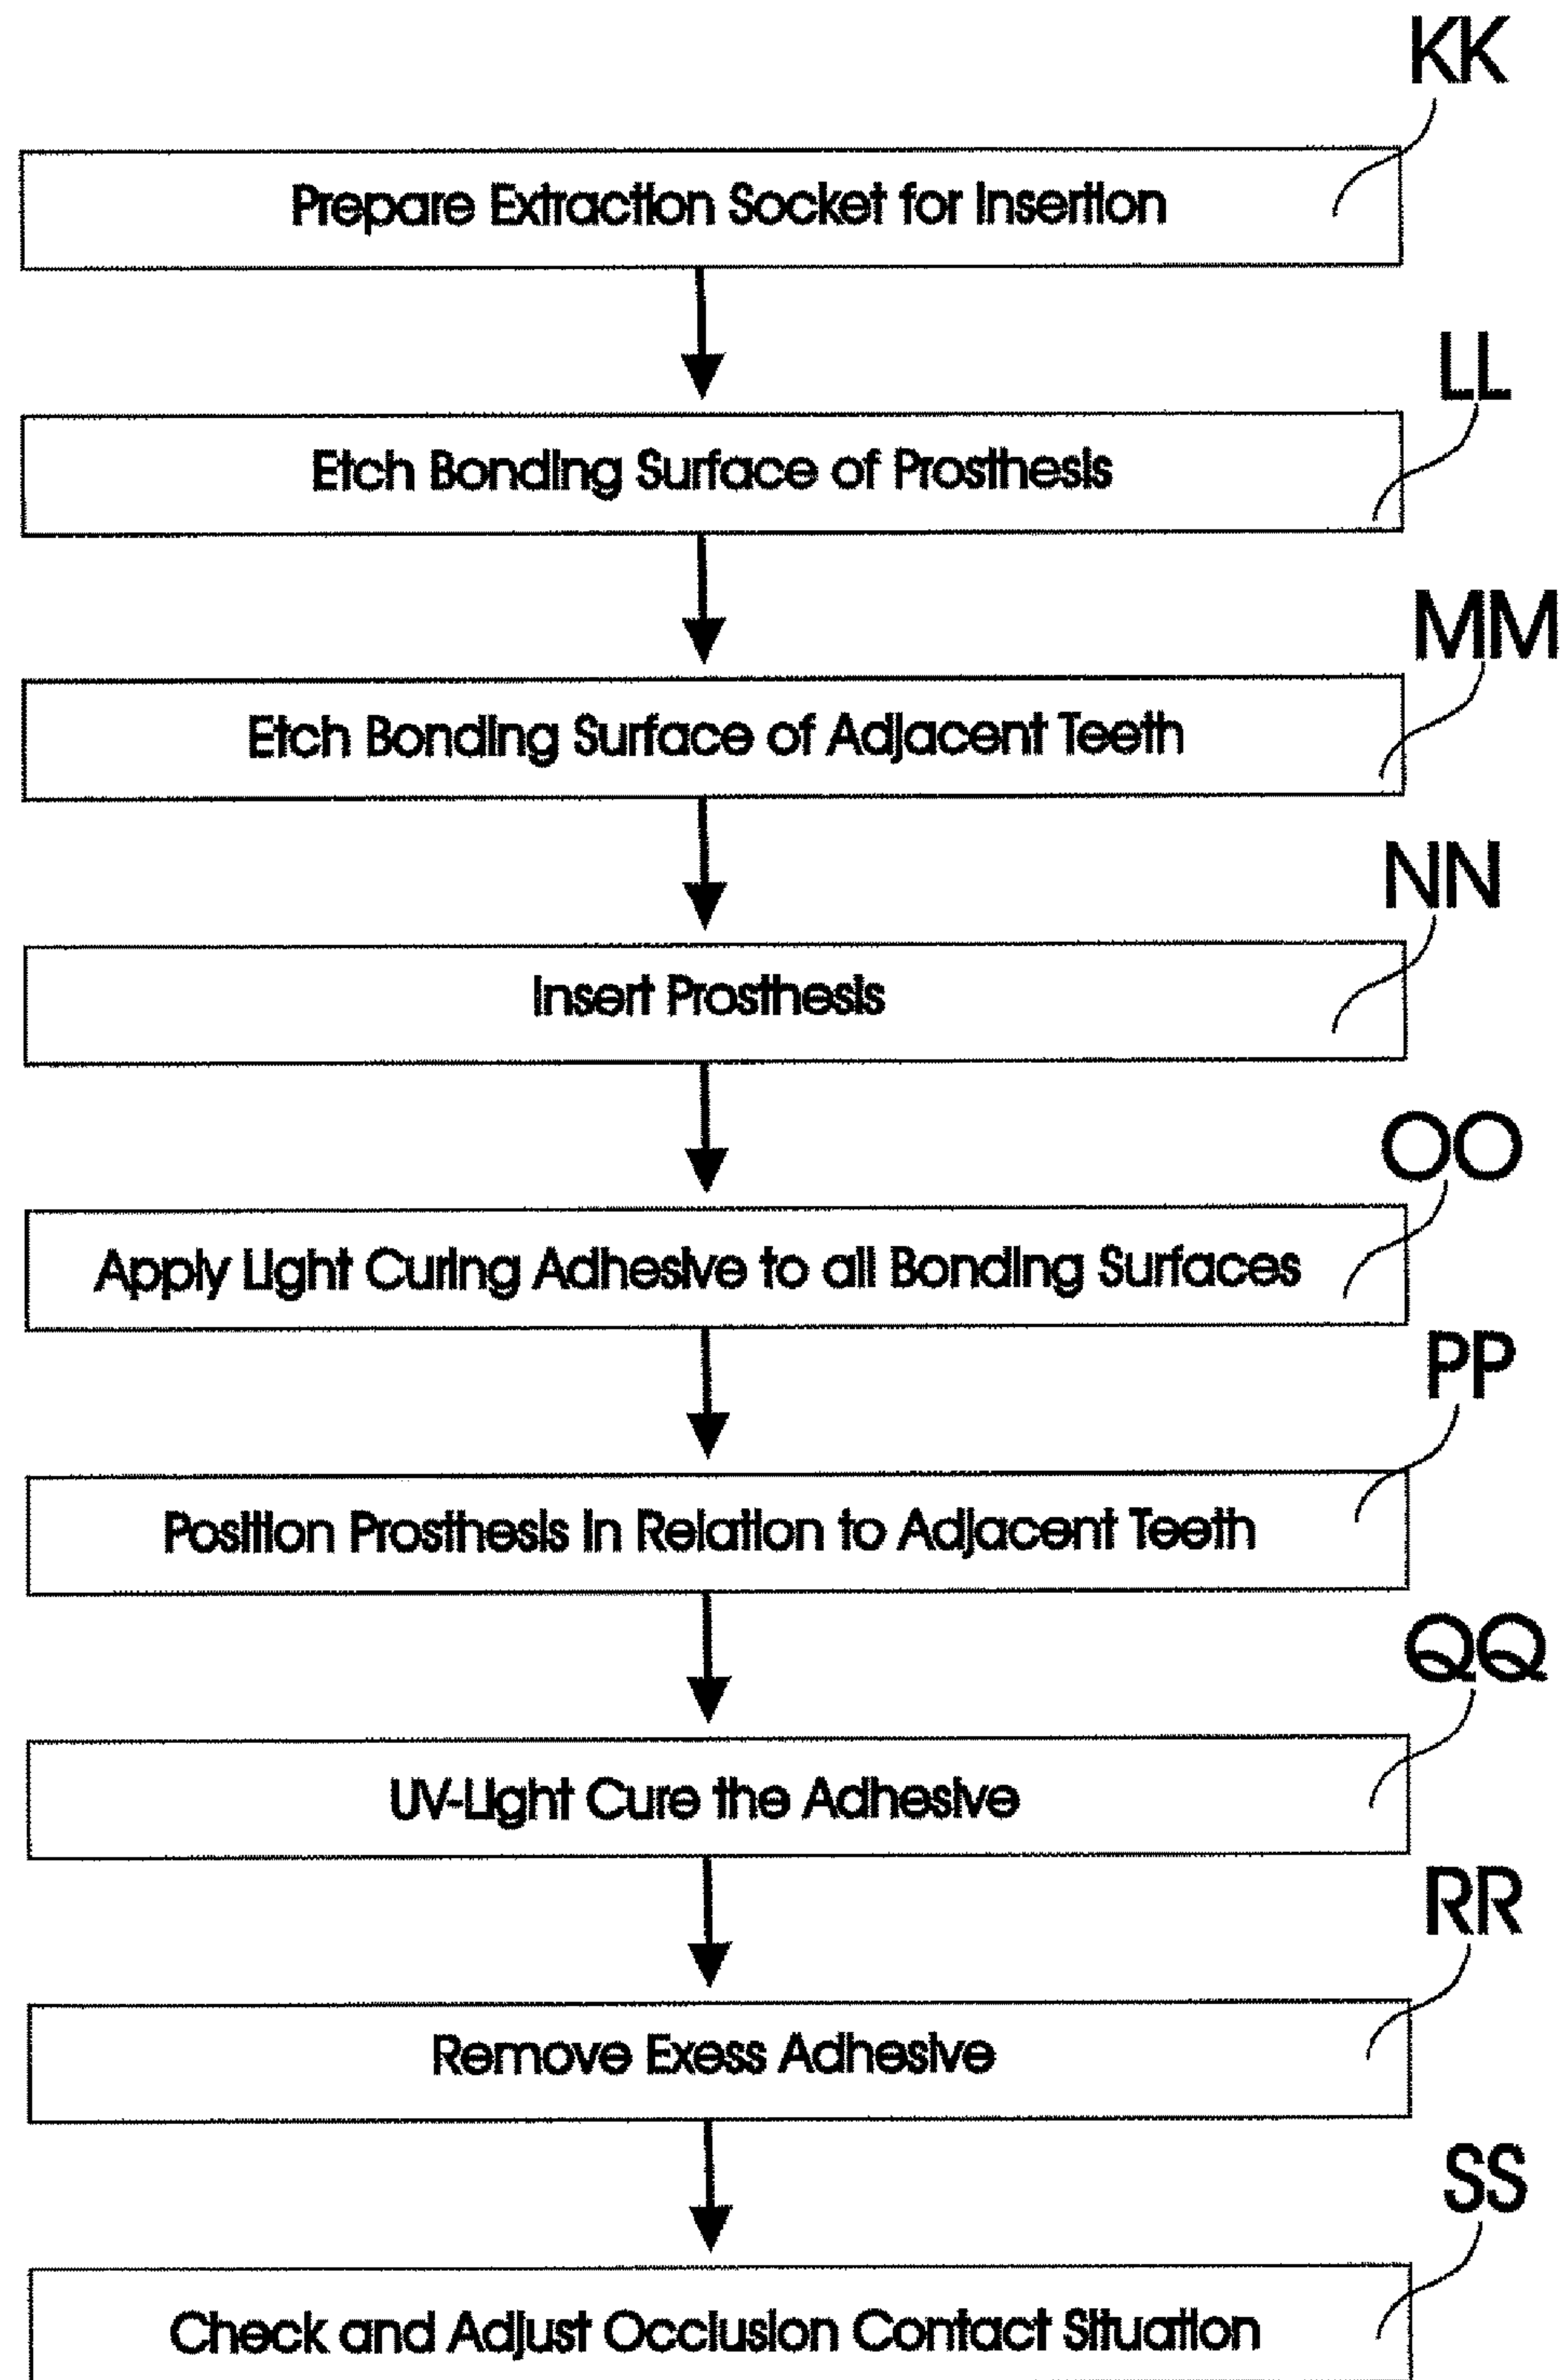 KK
Prepare Extraction Socket for Insertion
LL
Etch Bonding Surface of Prosthesis
MM
Etch Bonding Surface of Adjacent Teeth
NN
Insert Prosthesis
OO
Apply Light Curing Adhesive to all Bonding Surfaces
PP
Position Prosthesis in Relation to Adjacent Teeth
QQ
UV-Light Cure the Adhesive
RR
Remove Exess Adhesive
SS
Check and Adjust Occlusion Contact Situation